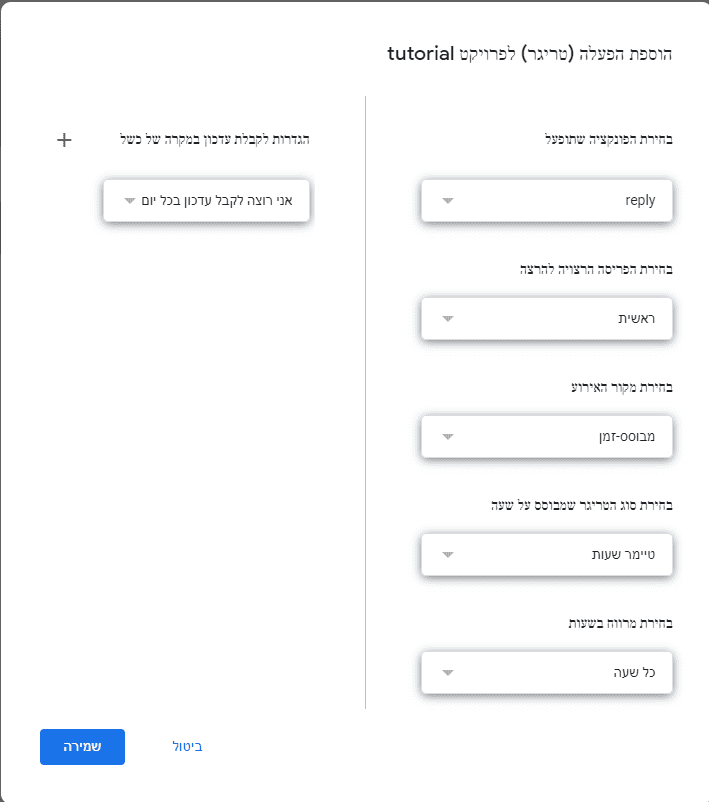 הוספת הפעלה (טריגר) לפרויקט tutorial
בחירת הפונקציה שתופעל
reply
בחירת הפריסה הרצויה להרצה
ראשית
בחירת מקור האירוע
מבוסס-זמן
בחירת סוג הטריגר שמבוסס על שעה
טיימר שעות
בחירת מרווח בשעות
כל שעה
הגדרות לקבלת עדכון במקרה של כשל
אני רוצה לקבל עדכון בכל יום
ביטול
שמירה